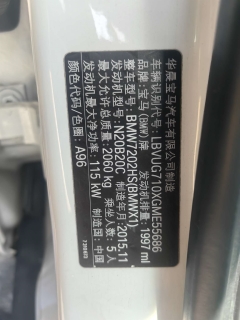 华晨宝马汽车有限公司制造
车辆识别代号: LBVUG710XGME55686
品牌: 宝马(BMW)牌 发动机排量: 1997 ml
整车型号: BMW7202HS(BMWX1)
发动机型号: N20B20C 制造年月: 2015.11
最大允许总质量: 2060 kg 乘坐人数: 5人
发动机最大净功率: 115 kW 中国制造
颜色代码/色圈: A96